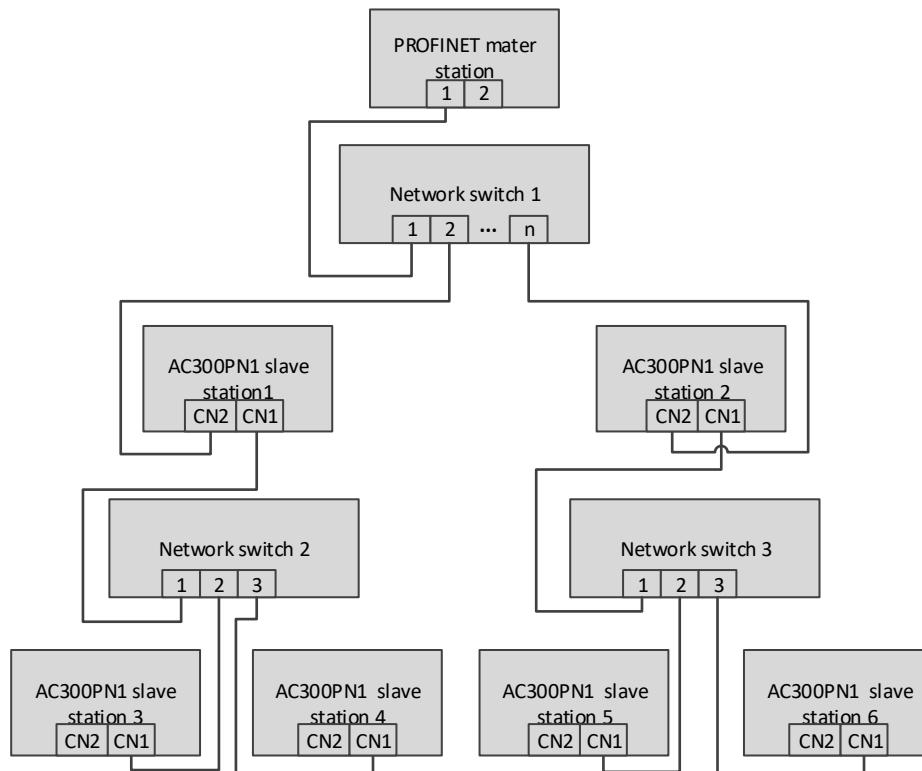 PROFINET mater
station
1 2
Network switch 1
1 2 ... n
AC300PN1 slave
station1
CN2 CN1
AC300PN1 slave
station 2
CN2 CN1
Network switch 2
1 2 3
Network switch 3
1 2 3
AC300PN1 slave
station 3
CN2 CN1
AC300PN1 slave
station 4
CN2 CN1
AC300PN1 slave
station 5
CN2 CN1
AC300PN1 slave
station 6
CN2 CN1